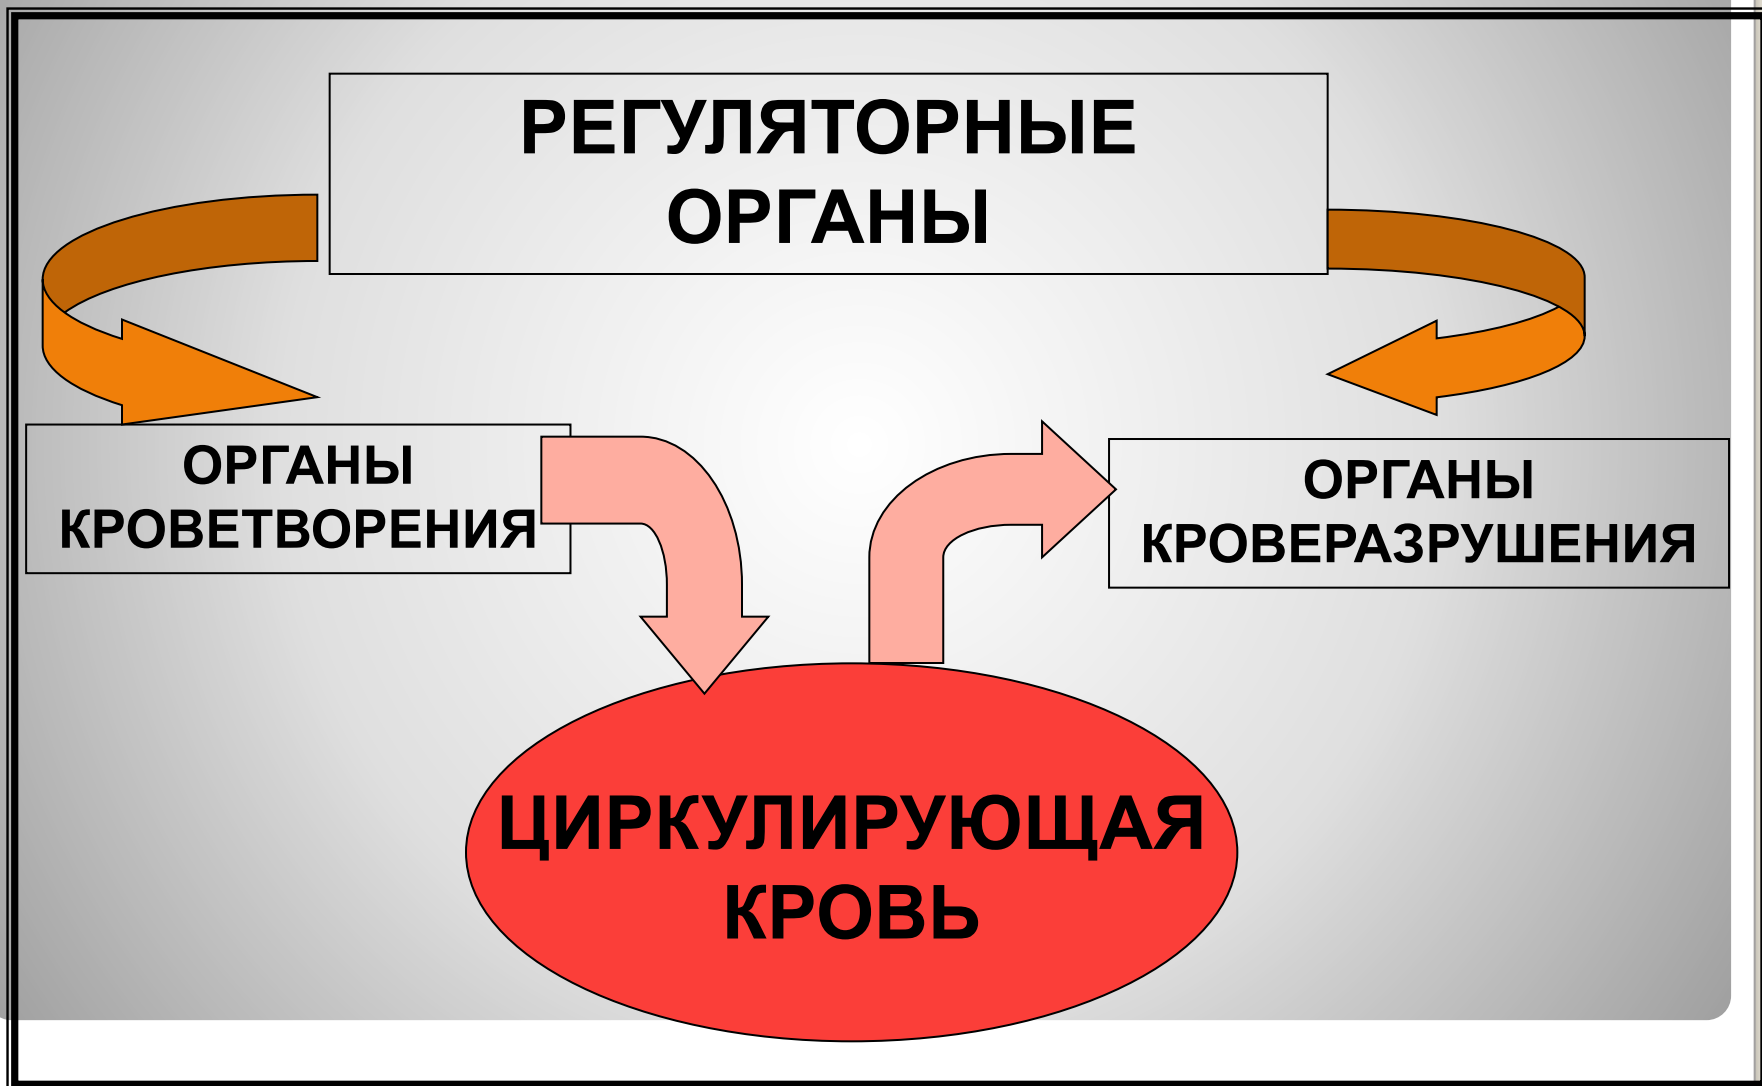 РЕГУЛЯТОРНЫЕ
ОРГАНЫ
ОРГАНЫ
КРОВЕТВОРЕНИЯ
ОРГАНЫ
КРОВЕРАЗРУШЕНИЯ
ЦИРКУЛИРУЮЩАЯ
КРОВЬ